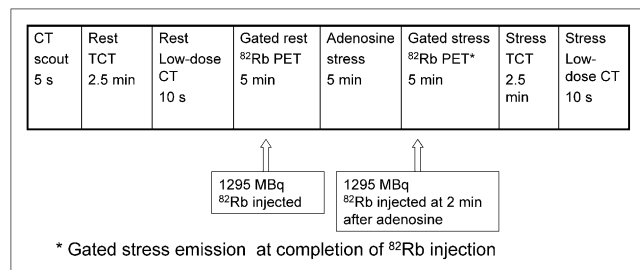 CT
scout
5 s
Rest
TCT
2.5 min
Rest
Low-dose
CT
10 s
Gated rest
⁸²Rb PET
5 min
Adenosine
stress
5 min
Gated stress
⁸²Rb PET*
5 min
Stress
TCT
2.5
min
Stress
Low-
dose CT
10 s
1295 MBq
⁸²Rb injected
1295 MBq
⁸²Rb injected at 2 min
after adenosine
* Gated stress emission at completion of ⁸²Rb injection